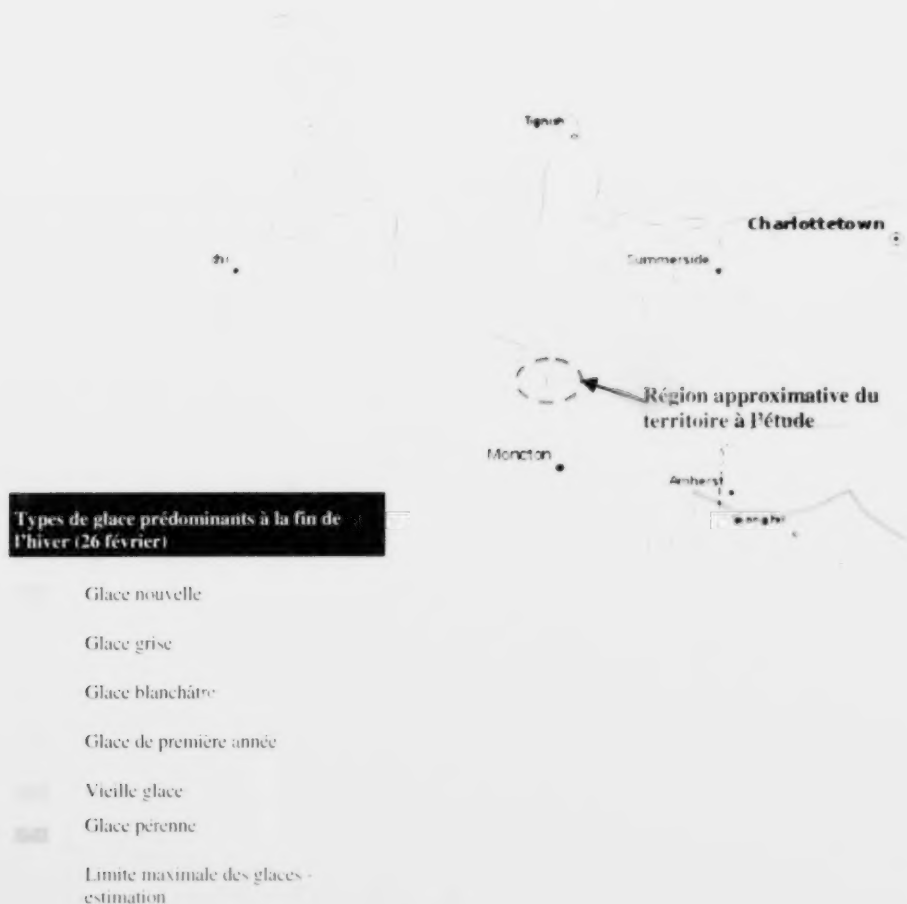 Tignish
Charlottetown
Summerside
Région approximative du
territoire à l'étude
Moncton
Amherst
Types de glace prédominants à la fin de
l'hiver (26 février)
Glace nouvelle
Glace grise
Glace blanchâtre
Glace de première année
Vieille glace
Glace pérenne
Limite maximale des glaces -
estimation